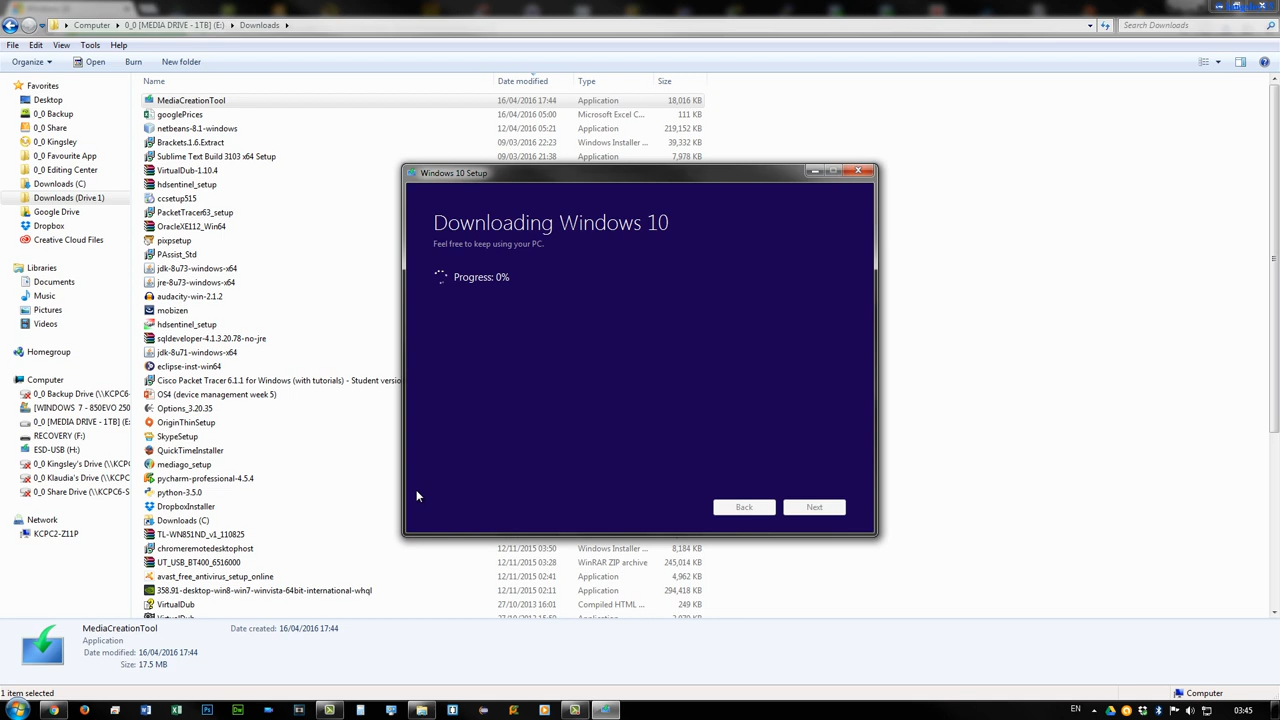 Computer ▸ 0_0 [MEDIA DRIVE - 1TB] (E:) ▸ Downloads ▸
Search Downloads
File Edit View Tools Help
Organize ▾ Open Burn New folder
Name Date modified Type Size
Favorites
Desktop
0_0 Backup
0_0 Share
0_0 Kingsley
0_0 Favourite App
0_0 Editing Center
Downloads (C)
Downloads (Drive 1)
Google Drive
Dropbox
Creative Cloud Files
Libraries
Documents
Music
Pictures
Videos
Homegroup
Computer
0_0 Backup Drive (\\KCPC6-
[WINDOWS 7 - 850EVO 250
0_0 [MEDIA DRIVE - 1TB] (E:
RECOVERY (F:)
ESD-USB (H:)
0_0 Kingsley's Drive (\\KCPC
0_0 Klaudia's Drive (\\KCPC6
0_0 Share Drive (\\KCPC6-S
Network
KCPC2-Z11P
MediaCreationTool 16/04/2016 17:44 Application 18,016 KB
googlePrices 16/04/2016 05:00 Microsoft Excel C... 111 KB
netbeans-8.1-windows 12/04/2016 05:21 Application 219,152 KB
Brackets.1.6.Extract 09/03/2016 22:23 Windows Installer ... 39,332 KB
Sublime Text Build 3103 x64 Setup 09/03/2016 21:38 Application 7,978 KB
VirtualDub-1.10.4
hdsentinel_setup
ccsetup515
PacketTracer63_setup
OracleXE112_Win64
pixpsetup
PAssist_Std
jdk-8u73-windows-x64
jre-8u73-windows-x64
audacity-win-2.1.2
mobizen
hdsentinel_setup
sqldeveloper-4.1.3.20.78-no-jre
jdk-8u71-windows-x64
eclipse-inst-win64
Cisco Packet Tracer 6.1.1 for Windows (with tutorials) - Student versio
OS4 (device management week 5)
Options_3.20.35
OriginThinSetup
SkypeSetup
QuickTimeInstaller
mediago_setup
pycharm-professional-4.5.4
python-3.5.0
DropboxInstaller
Downloads (C)
TL-WN851ND_v1_110825
chromeremotedesktophost 12/11/2015 03:50 Windows Installer ... 8,184 KB
UT_USB_BT400_6516000 12/11/2015 03:28 WinRAR ZIP archive 245,014 KB
avast_free_antivirus_setup_online 12/11/2015 02:41 Application 4,962 KB
358.91-desktop-win8-win7-winvista-64bit-international-whql 12/11/2015 02:11 Application 294,418 KB
VirtualDub 27/10/2013 16:01 Compiled HTML ... 249 KB
Windows 10 Setup
Downloading Windows 10
Feel free to keep using your PC.
Progress: 0%
Back Next
MediaCreationTool Date created: 16/04/2016 17:44
Application
Date modified: 16/04/2016 17:44
Size: 17.5 MB
1 item selected Computer
EN 03:45